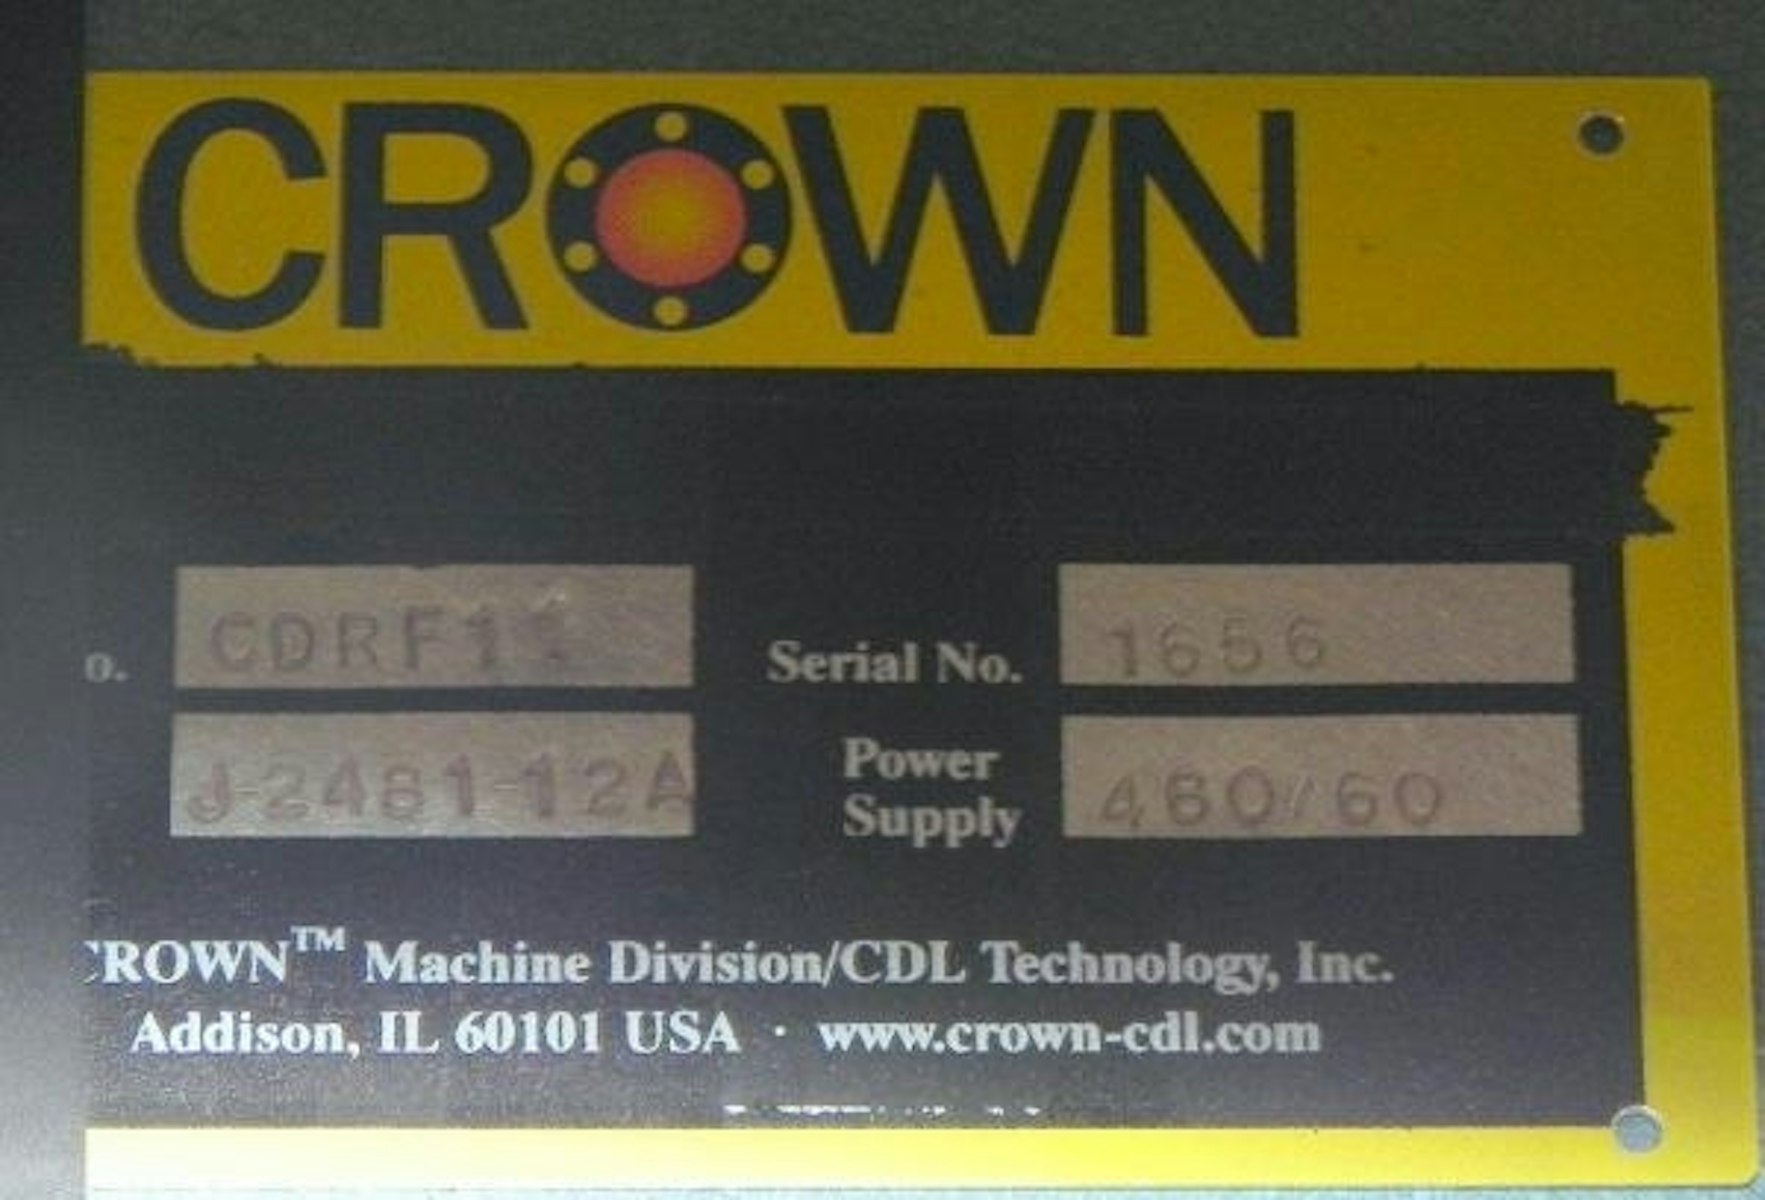 CROWN
o. CDRF11 Serial No. 1656
J-2481-12A Power Supply 460/60
CROWN™ Machine Division/CDL Technology, Inc.
Addison, IL 60101 USA · www.crown-cdl.com